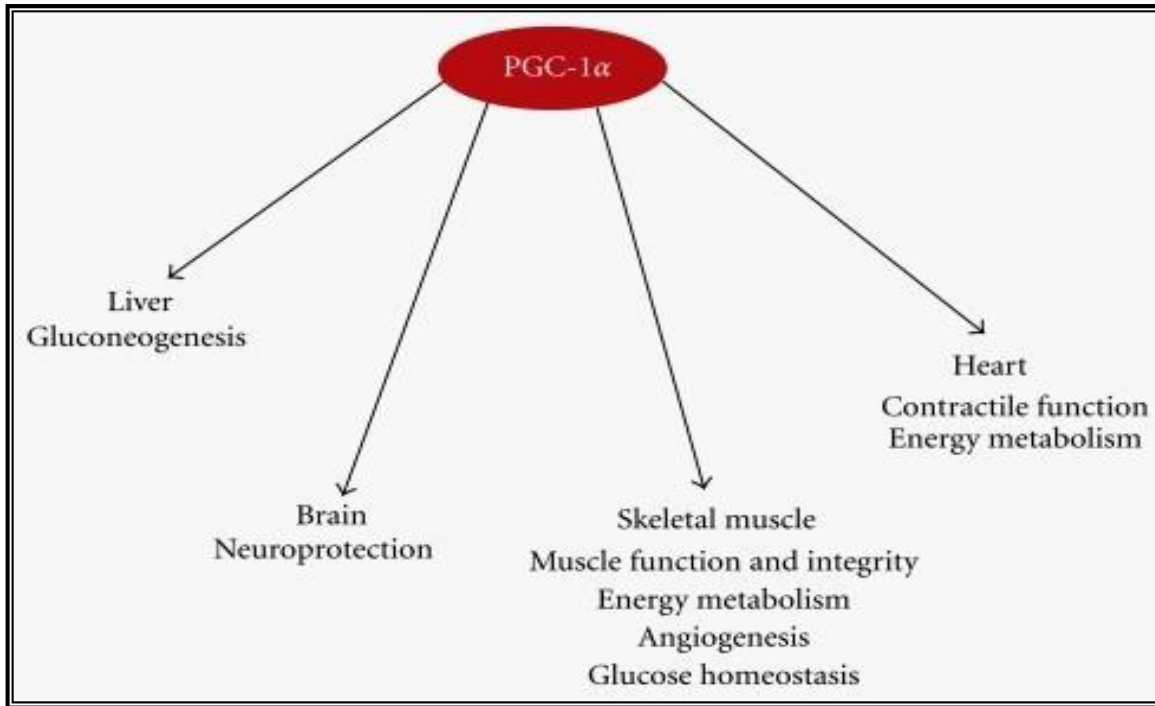 PGC-1α
Liver
Gluconeogenesis
Brain
Neuroprotection
Skeletal muscle
Muscle function and integrity
Energy metabolism
Angiogenesis
Glucose homeostasis
Heart
Contractile function
Energy metabolism